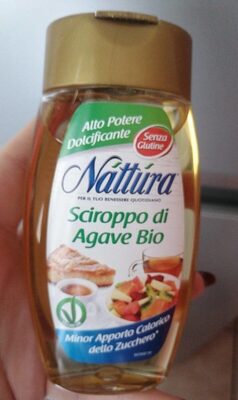 Alto Potere
Dolcificante
Senza
Glutine
Nàttùra
PER IL TUO BENESSERE QUOTIDIANO
Sciroppo di
Agave Bio
Minor Apporto Calorico
dello Zucchero*